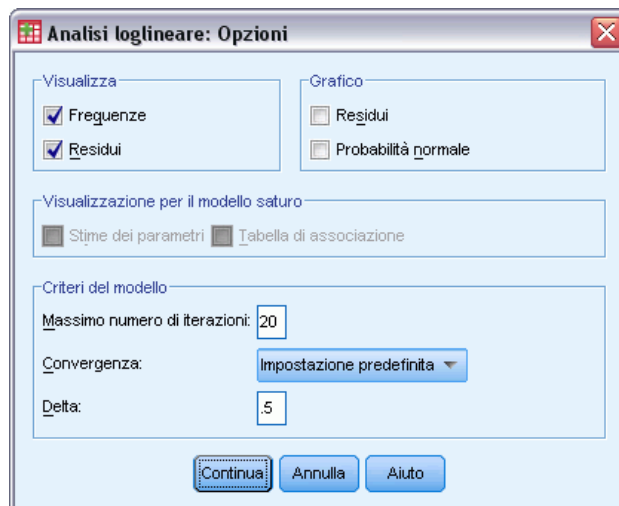 Analisi loglineare: Opzioni
Visualizza
Frequenze
Residui
Grafico
Residui
Probabilità normale
Visualizzazione per il modello saturo
Stime dei parametri Tabella di associazione
Criteri del modello
Massimo numero di iterazioni: 20
Convergenza: Impostazione predefinita
Delta: .5
Continua Annulla Aiuto